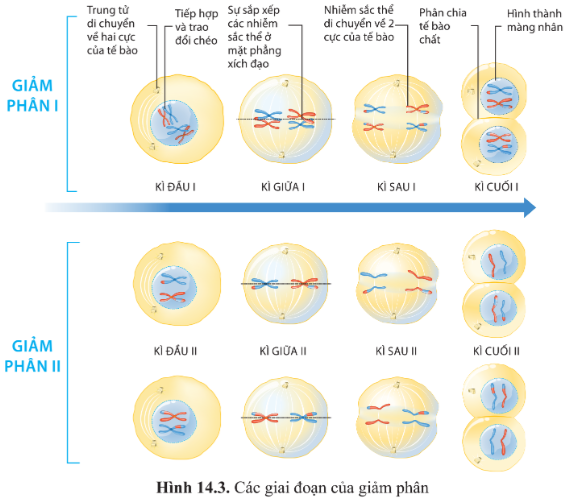 Trung tử
di chuyển
về hai cực
của tế bào
Tiếp hợp
và trao
đổi chéo
Sự sắp xếp
các nhiễm
sắc thể ở
mặt phẳng
xích đạo
Nhiễm sắc thể
di chuyển về 2
cực của tế bào
Phân chia
tế bào
chất
Hình thành
màng nhân
GIẢM
PHÂN I
KÌ ĐẦU I
KÌ GIỮA I
KÌ SAU I
KÌ CUỐI I
GIẢM
PHÂN II
KÌ ĐẦU II
KÌ GIỮA II
KÌ SAU II
KÌ CUỐI II
Hình 14.3. Các giai đoạn của giảm phân